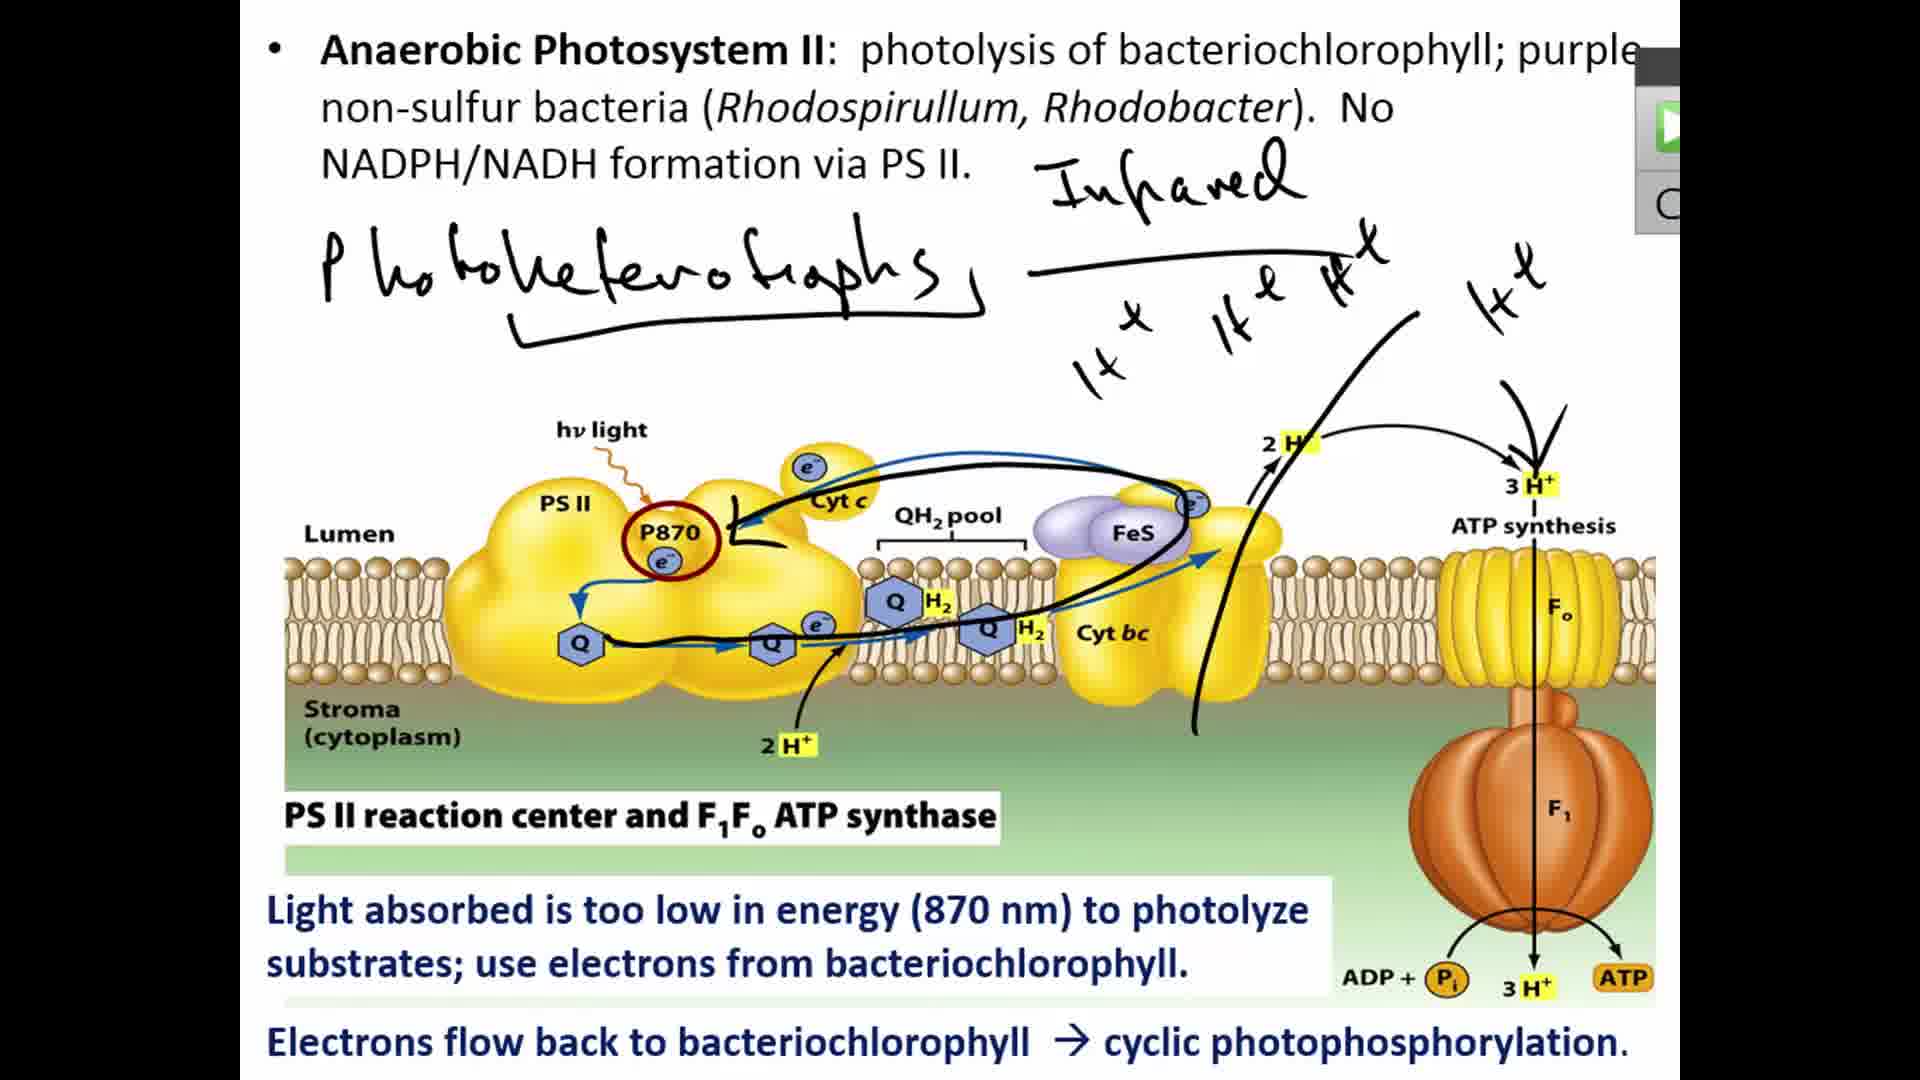 • Anaerobic Photosystem II: photolysis of bacteriochlorophyll; purple
non-sulfur bacteria (Rhodospirullum, Rhodobacter). No
NADPH/NADH formation via PS II.
Infrared
Photoheterotrophs
H+ H+ H+ H+
hν light
2 H+
e-
PS II
Cyt c
3 H+
P870
QH2 pool
e-
FeS
ATP synthesis
Lumen
e-
Q H2
Fo
Q
Q
e-
Q H2
Cyt bc
Stroma
(cytoplasm)
2 H+
PS II reaction center and F1Fo ATP synthase
F1
Light absorbed is too low in energy (870 nm) to photolyze
substrates; use electrons from bacteriochlorophyll.
ADP + Pi
3 H+
ATP
Electrons flow back to bacteriochlorophyll → cyclic photophosphorylation.